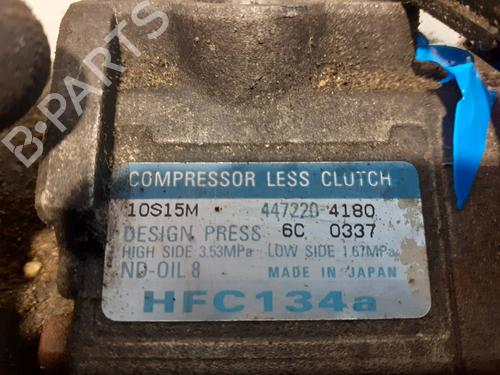 B-PARTS
COMPRESSOR LESS CLUTCH
10S15M 447220-4180
DESIGN PRESS 6C 0337
HIGH SIDE 3.53MPa LOW SIDE 1.67MPa
ND-OIL 8 MADE IN JAPAN
HFC134a